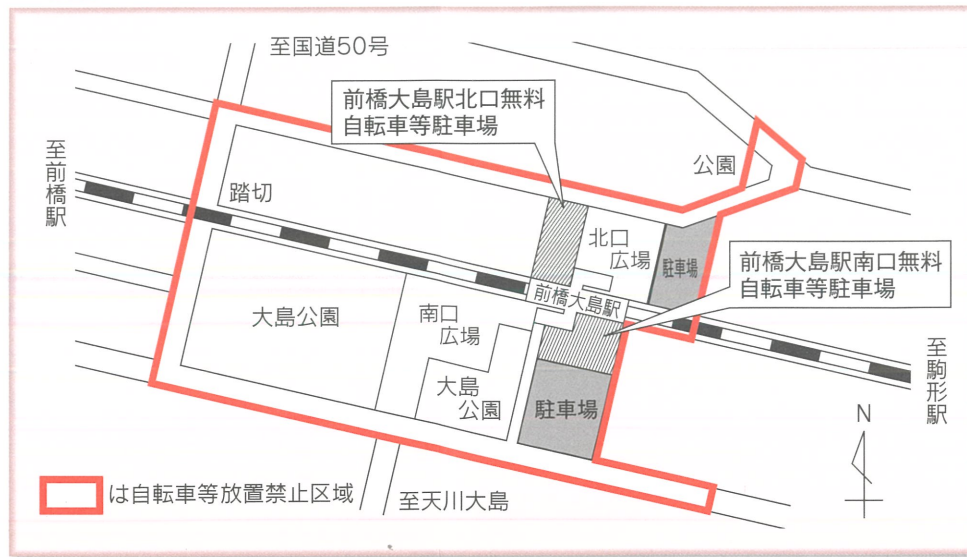 至国道50号
前橋大島駅北口無料
自転車等駐車場
公園
至前橋駅
踏切
北口
広場
駐車場
前橋大島駅南口無料
自転車等駐車場
前橋大島駅
大島公園
南口
広場
大島
公園
駐車場
至駒形駅
N
は自転車等放置禁止区域
至天川大島